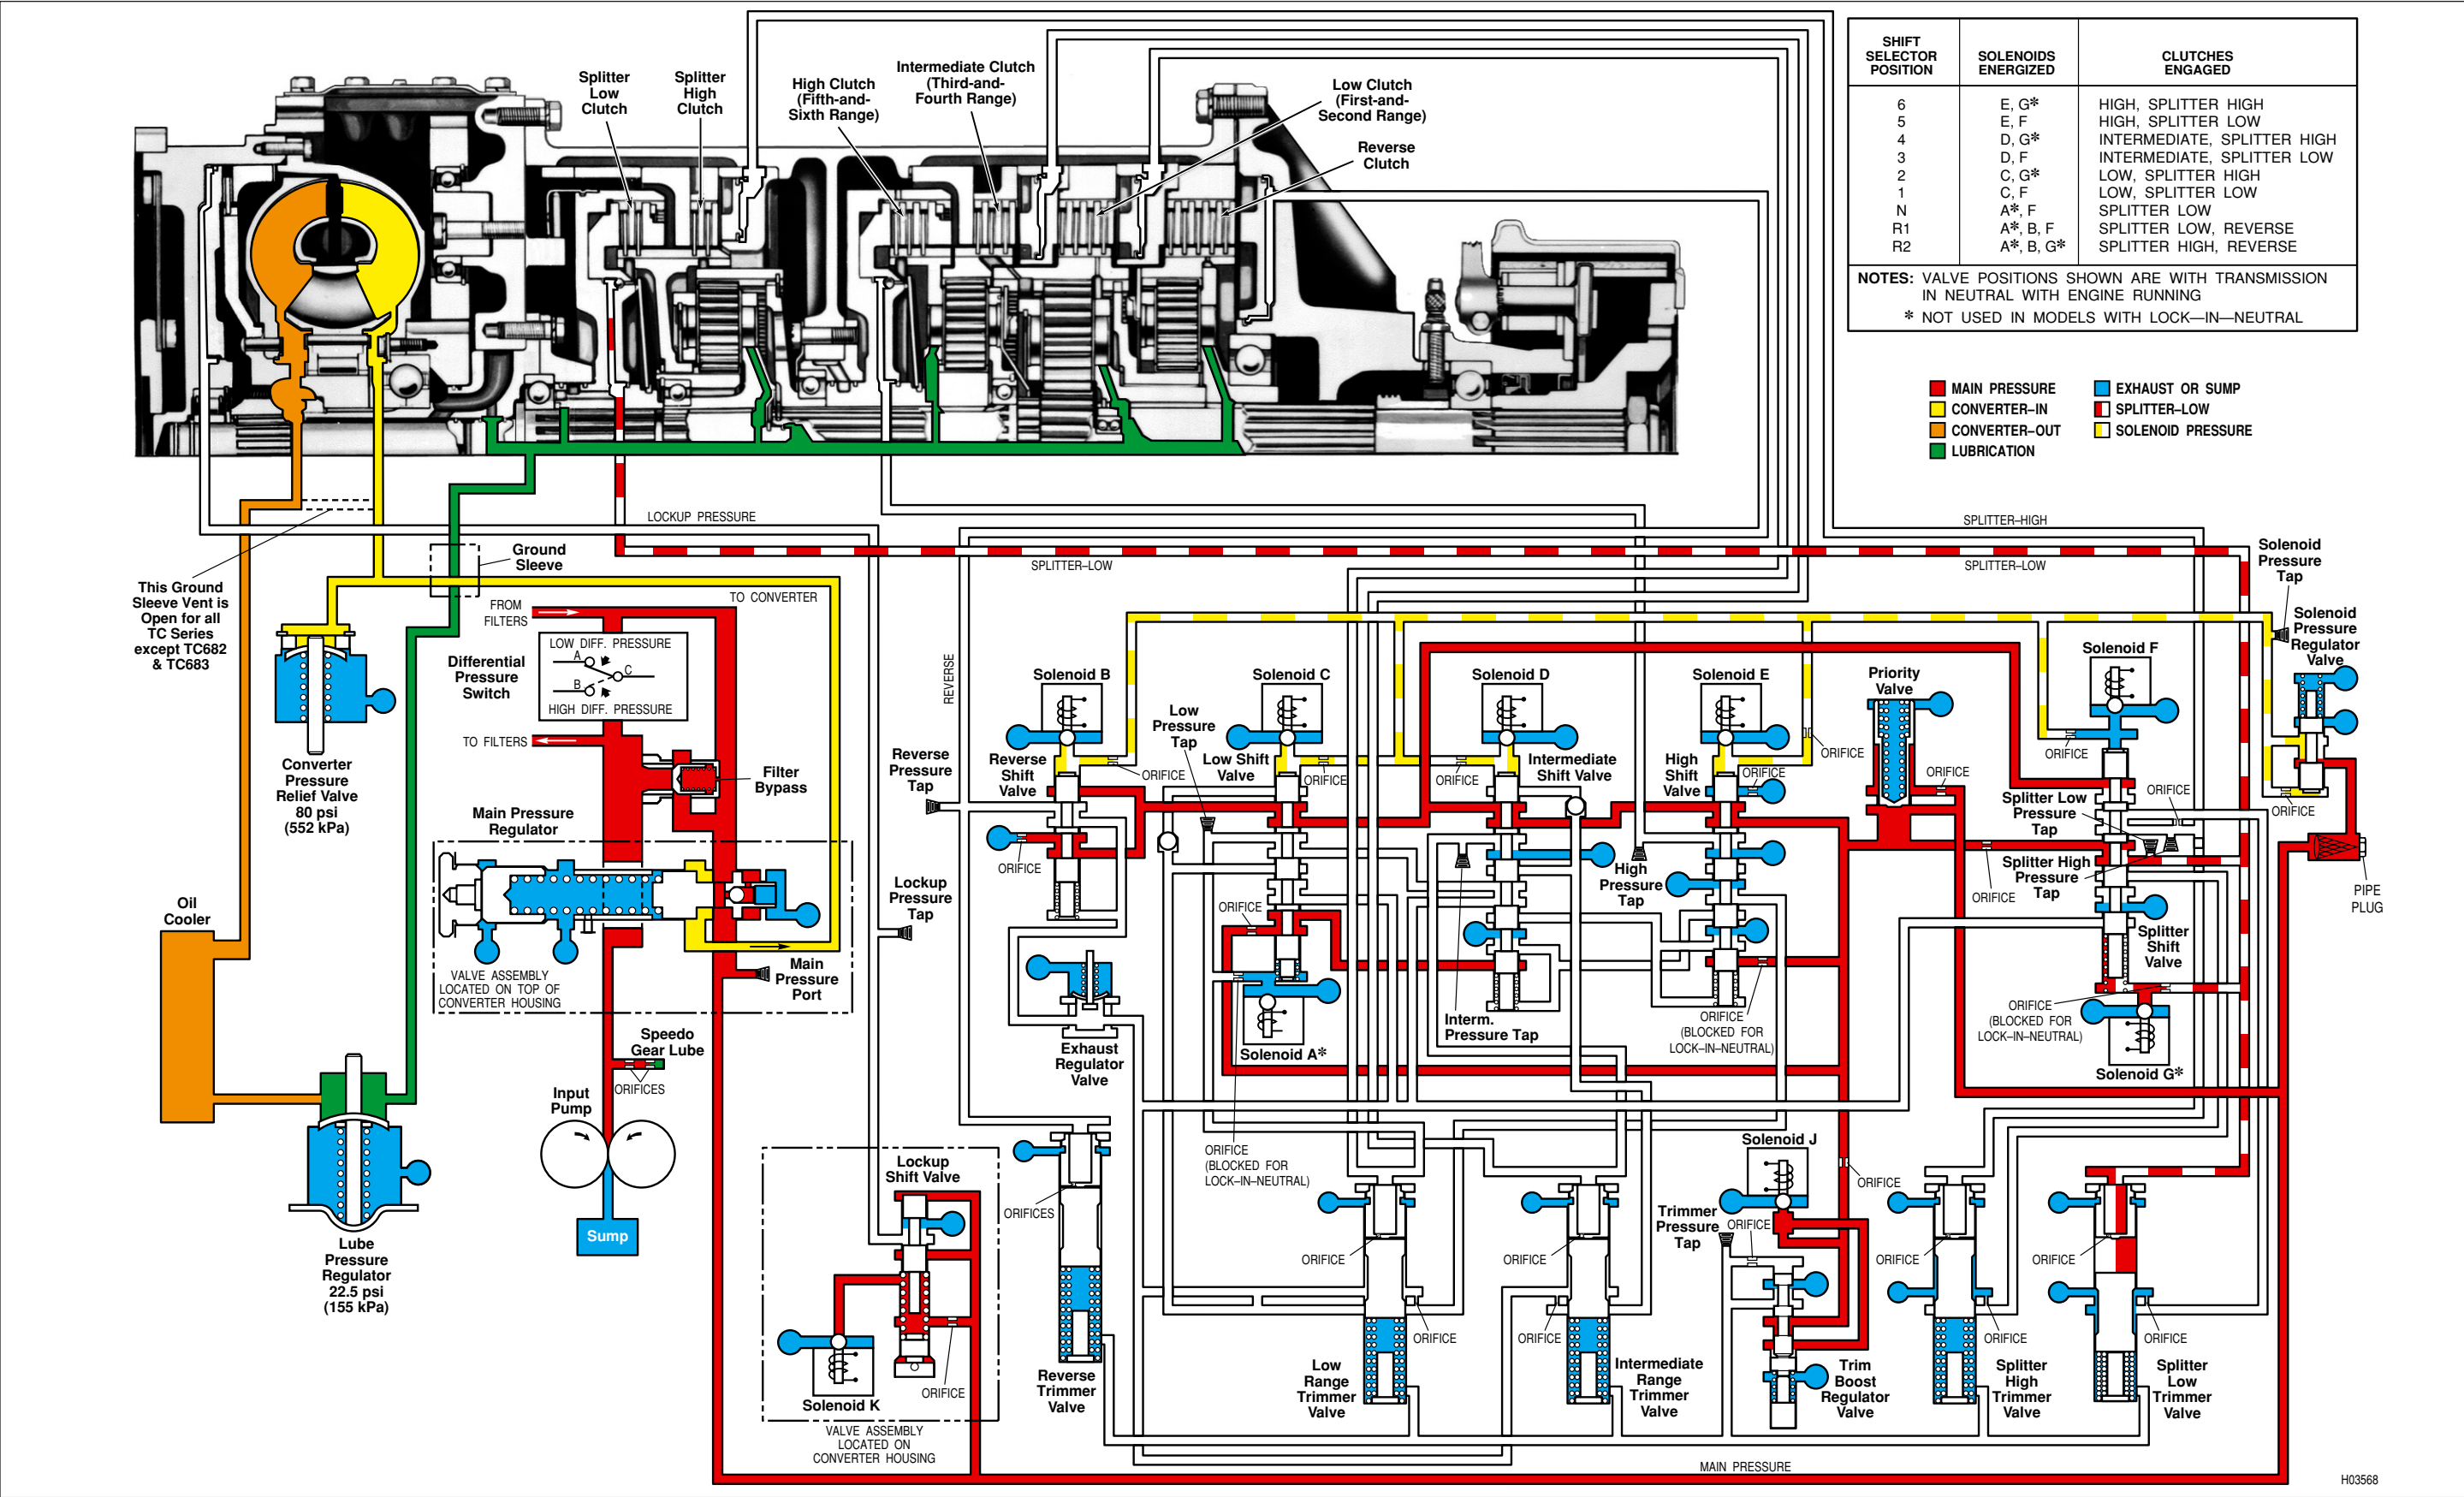 Splitter
Low
Clutch
Splitter
High
Clutch
High Clutch
(Fifth-and-
Sixth Range)
Intermediate Clutch
(Third-and-
Fourth Range)
Low Clutch
(First-and-
Second Range)
Reverse
Clutch
SHIFT
SELECTOR
POSITION
SOLENOIDS
ENERGIZED
CLUTCHES
ENGAGED
6 E, G* HIGH, SPLITTER HIGH
5 E, F HIGH, SPLITTER LOW
4 D, G* INTERMEDIATE, SPLITTER HIGH
3 D, F INTERMEDIATE, SPLITTER LOW
2 C, G* LOW, SPLITTER HIGH
1 C, F LOW, SPLITTER LOW
N A*, F SPLITTER LOW
R1 A*, B, F SPLITTER LOW, REVERSE
R2 A*, B, G* SPLITTER HIGH, REVERSE
NOTES: VALVE POSITIONS SHOWN ARE WITH TRANSMISSION
IN NEUTRAL WITH ENGINE RUNNING
* NOT USED IN MODELS WITH LOCK—IN—NEUTRAL
MAIN PRESSURE
CONVERTER–IN
CONVERTER–OUT
LUBRICATION
EXHAUST OR SUMP
SPLITTER–LOW
SOLENOID PRESSURE
LOCKUP PRESSURE
SPLITTER–HIGH
SPLITTER–LOW
SPLITTER–LOW
Ground
Sleeve
This Ground
Sleeve Vent is
Open for all
TC Series
except TC682
& TC683
TO CONVERTER
FROM
FILTERS
LOW DIFF. PRESSURE
A
C
B
HIGH DIFF. PRESSURE
Differential
Pressure
Switch
TO FILTERS
Filter
Bypass
Converter
Pressure
Relief Valve
80 psi
(552 kPa)
Main Pressure
Regulator
VALVE ASSEMBLY
LOCATED ON TOP OF
CONVERTER HOUSING
Main
Pressure
Port
Oil
Cooler
Speedo
Gear Lube
ORIFICES
Input
Pump
Sump
Lube
Pressure
Regulator
22.5 psi
(155 kPa)
REVERSE
Reverse
Pressure
Tap
Lockup
Pressure
Tap
Solenoid B
Reverse
Shift
Valve
ORIFICE
ORIFICE
Low
Pressure
Tap
Solenoid C
Low Shift
Valve
ORIFICE
ORIFICE
Solenoid A*
ORIFICE
(BLOCKED FOR
LOCK–IN–NEUTRAL)
Exhaust
Regulator
Valve
Solenoid D
Intermediate
Shift Valve
ORIFICE
Interm.
Pressure Tap
Solenoid E
High
Shift
Valve
ORIFICE
ORIFICE
High
Pressure
Tap
ORIFICE
(BLOCKED FOR
LOCK–IN–NEUTRAL)
Priority
Valve
ORIFICE
ORIFICE
Solenoid F
ORIFICE
Solenoid
Pressure
Tap
Solenoid
Pressure
Regulator
Valve
ORIFICE
ORIFICE
Splitter Low
Pressure
Tap
Splitter High
Pressure
Tap
PIPE
PLUG
Splitter
Shift
Valve
ORIFICE
(BLOCKED FOR
LOCK–IN–NEUTRAL)
Solenoid G*
Lockup
Shift Valve
Solenoid K
ORIFICE
VALVE ASSEMBLY
LOCATED ON
CONVERTER HOUSING
ORIFICES
Reverse
Trimmer
Valve
ORIFICE
ORIFICE
Low
Range
Trimmer
Valve
ORIFICE
ORIFICE
Intermediate
Range
Trimmer
Valve
Solenoid J
ORIFICE
Trimmer
Pressure
Tap
ORIFICE
Trim
Boost
Regulator
Valve
ORIFICE
ORIFICE
Splitter
High
Trimmer
Valve
ORIFICE
ORIFICE
Splitter
Low
Trimmer
Valve
MAIN PRESSURE
H03568